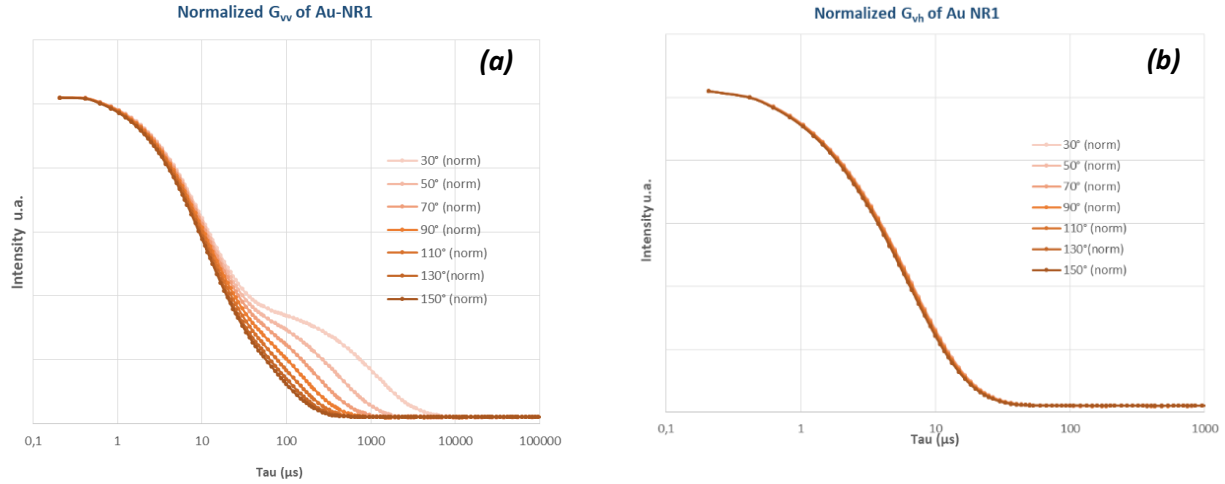 Normalized Gvv of Au-NR1
(a)
30° (norm)
50° (norm)
70° (norm)
90° (norm)
110° (norm)
130°(norm)
150° (norm)
Intensity u.a.
0,1 1 10 100 1000 10000 100000
Tau (µs)
Normalized Gvh of Au NR1
(b)
30° (norm)
50° (norm)
70° (norm)
90° (norm)
110° (norm)
130°(norm)
150° (norm)
Intensity u.a.
0,1 1 10 100 1000
Tau (µs)